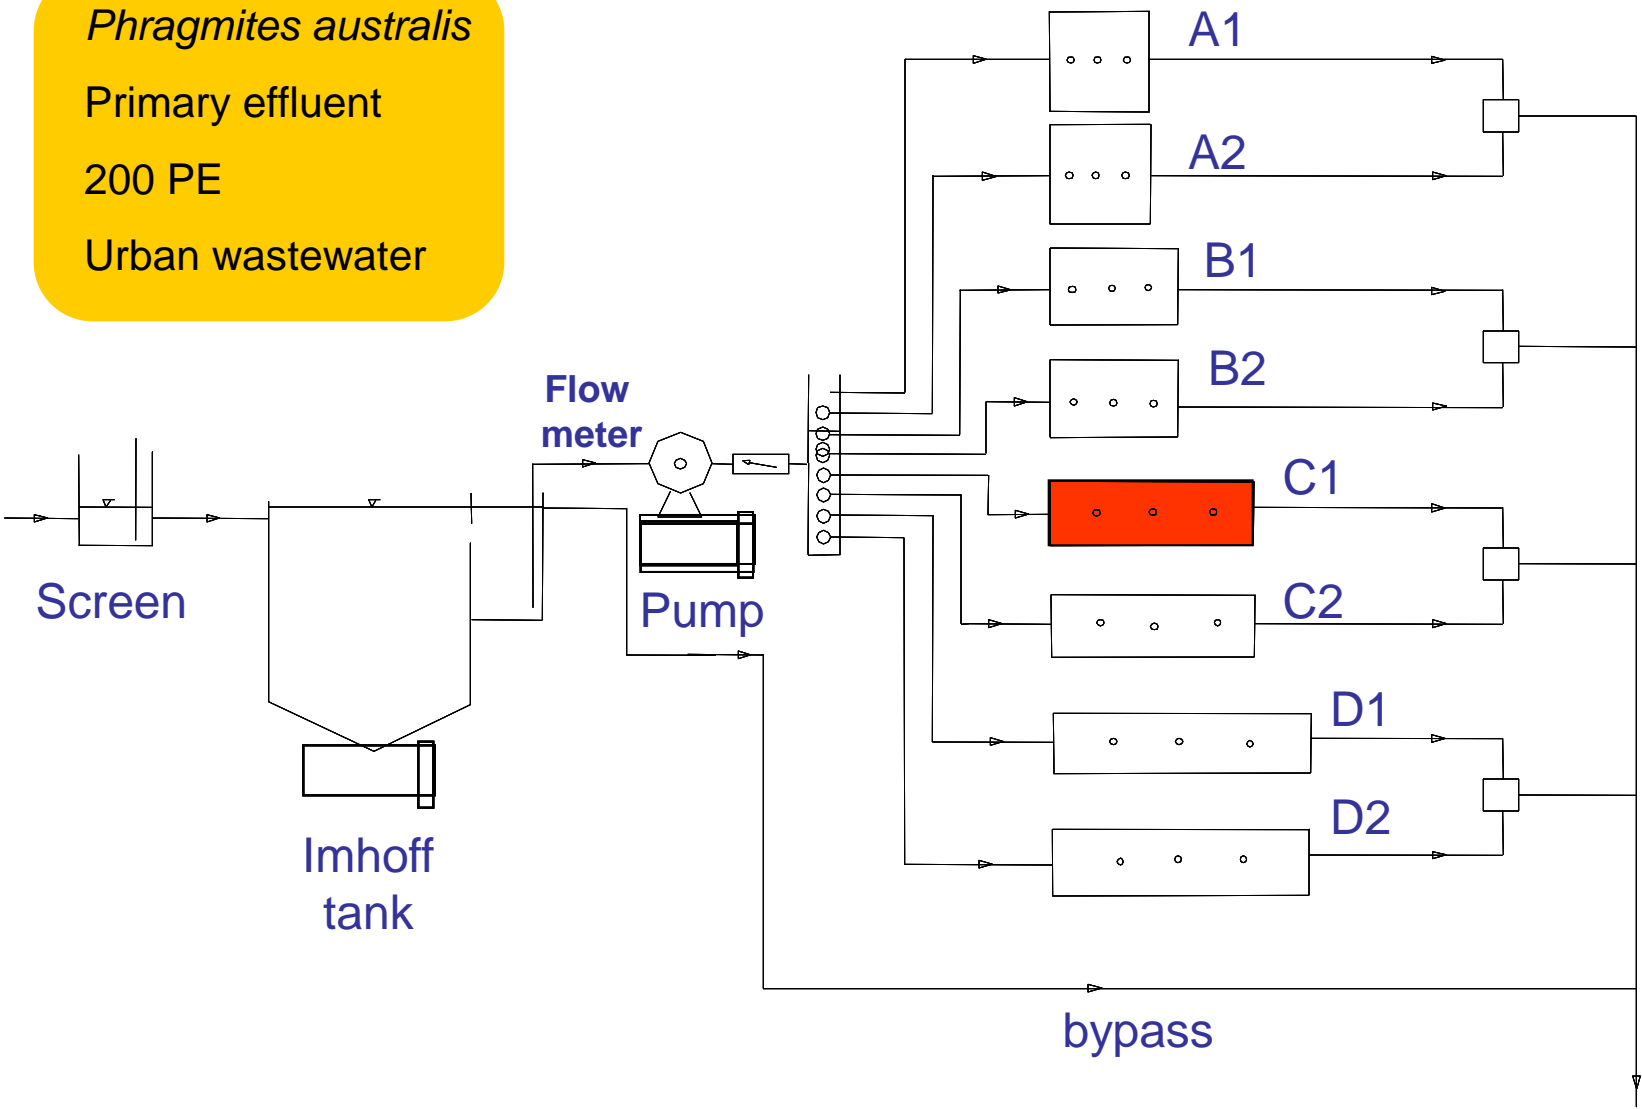 Phragmites australis
Primary effluent
200 PE
Urban wastewater
A1
A2
B1
B2
Flow
meter
C1
C2
Screen
Pump
D1
D2
Imhoff
tank
bypass